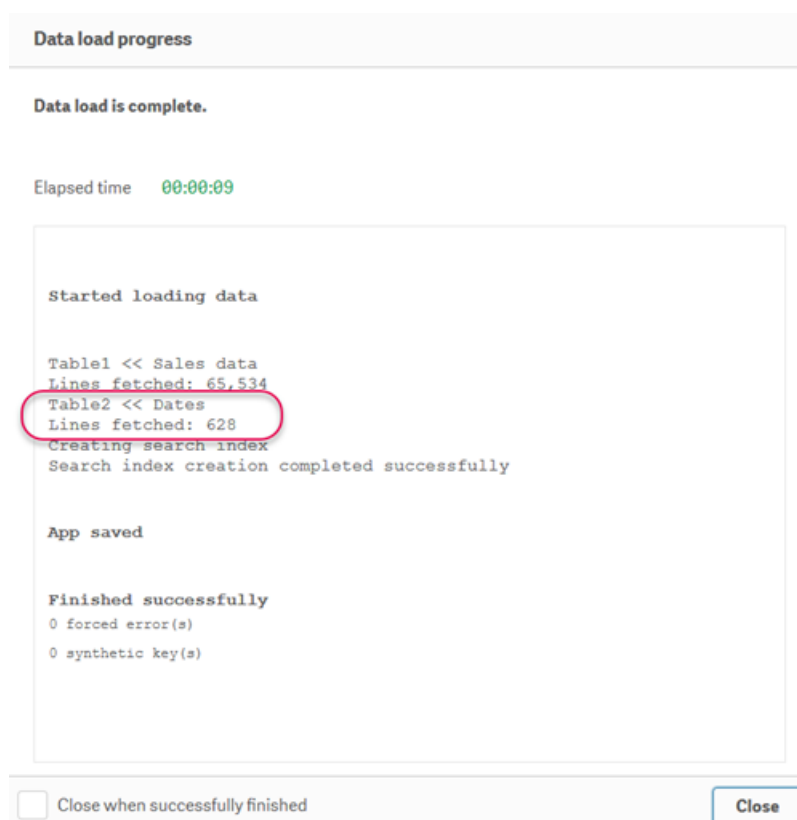 Data load progress
Data load is complete.
Elapsed time 00:00:09
Started loading data
Table1 << Sales data
Lines fetched: 65,534
Table2 << Dates
Lines fetched: 628
Creating search index
Search index creation completed successfully
App saved
Finished successfully
0 forced error(s)
0 synthetic key(s)
Close when successfully finished
Close